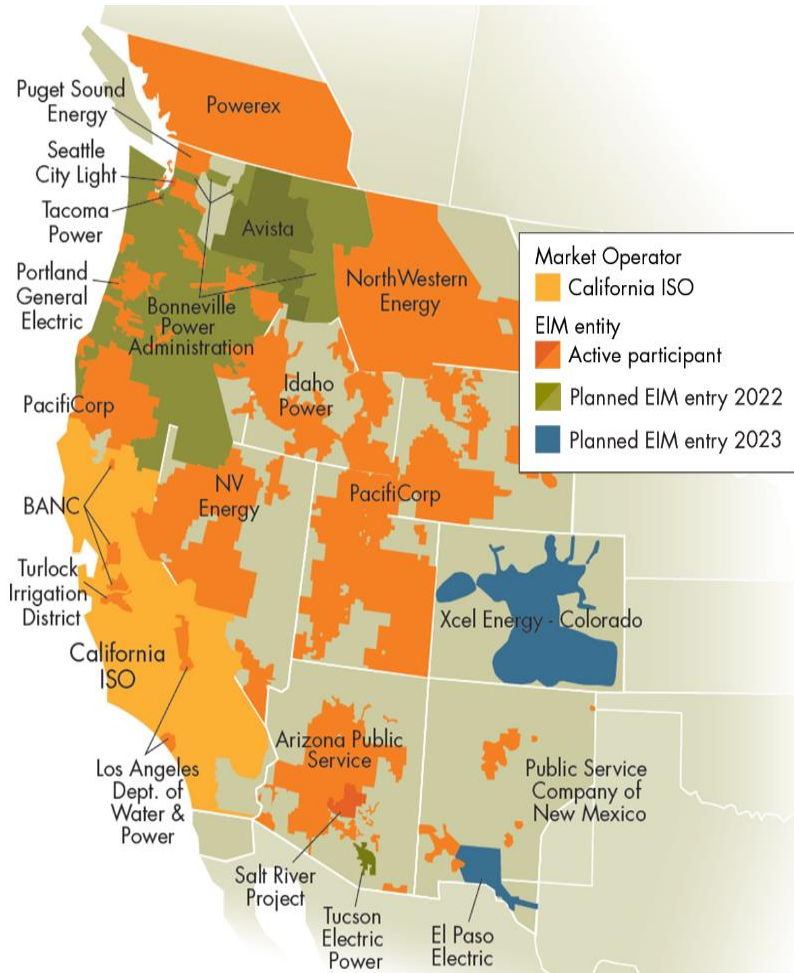 Puget Sound
Energy
Powerex
Seattle
City Light
Tacoma
Power
Avista
Portland
General
Electric
Bonneville
Power
Administration
NorthWestern
Energy
Market Operator
California ISO
EIM entity
Active participant
Planned EIM entry 2022
Planned EIM entry 2023
PacifiCorp
Idaho
Power
BANC
NV
Energy
PacifiCorp
Turlock
Irrigation
District
Xcel Energy - Colorado
California
ISO
Los Angeles
Dept. of
Water &
Power
Arizona Public
Service
Public Service
Company of
New Mexico
Salt River
Project
Tucson
Electric
Power
El Paso
Electric